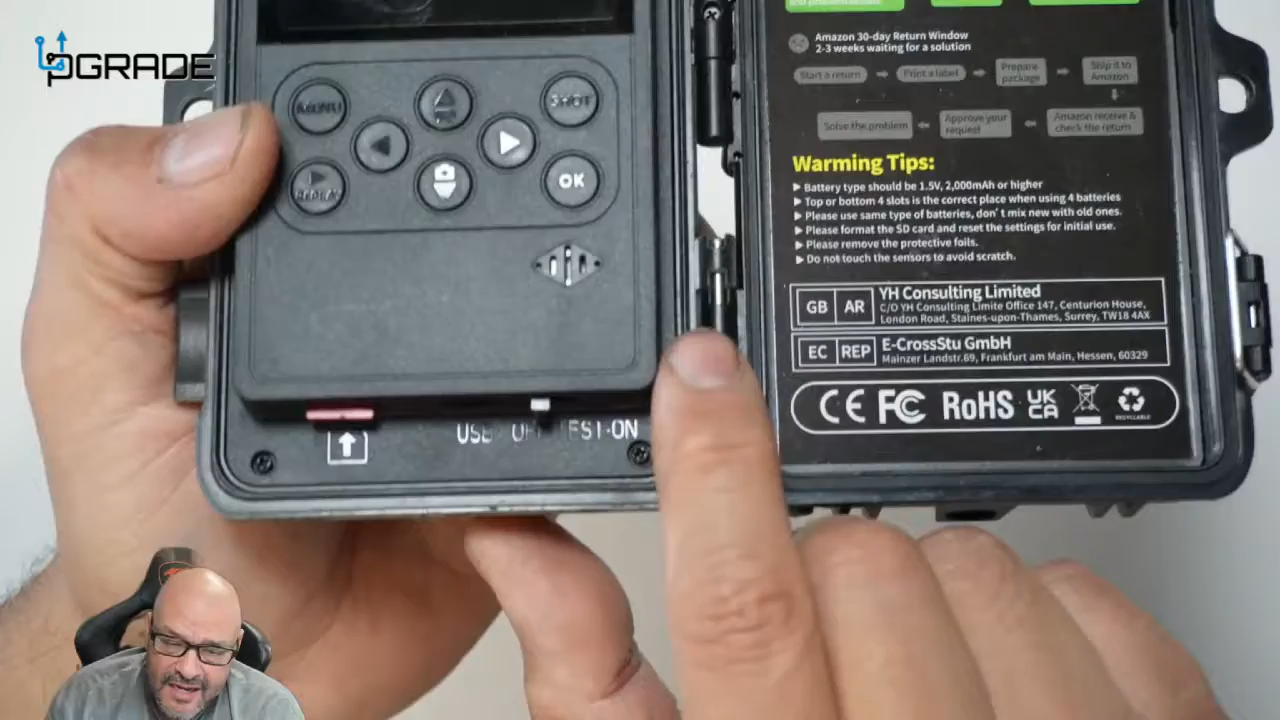 UPGRADE
MENU
SHOT
REPLAY
OK
USB OFF TEST-ON
Amazon 30-day Return Window
2-3 weeks waiting for a solution
Start a return
Print a label
Prepare
package
Ship it to
Amazon
Solve the problem
Approve your
request
Amazon receive &
check the return
Warming Tips:
Battery type should be 1.5V, 2,000mAh or higher
Top or bottom 4 slots is the correct place when using 4 batteries
Please use same type of batteries, don't mix new with old ones.
Please format the SD card and reset the settings for initial use.
Please remove the protective foils.
Do not touch the sensors to avoid scratch.
GB AR YH Consulting Limited
C/O YH Consulting Limite Office 147, Centurion House,
London Road, Staines-upon-Thames, Surrey, TW18 4AX
EC REP E-CrossStu GmbH
Mainzer Landstr.69, Frankfurt am Main, Hessen, 60329
CE FC RoHS UK
CA
RECYCLABLE